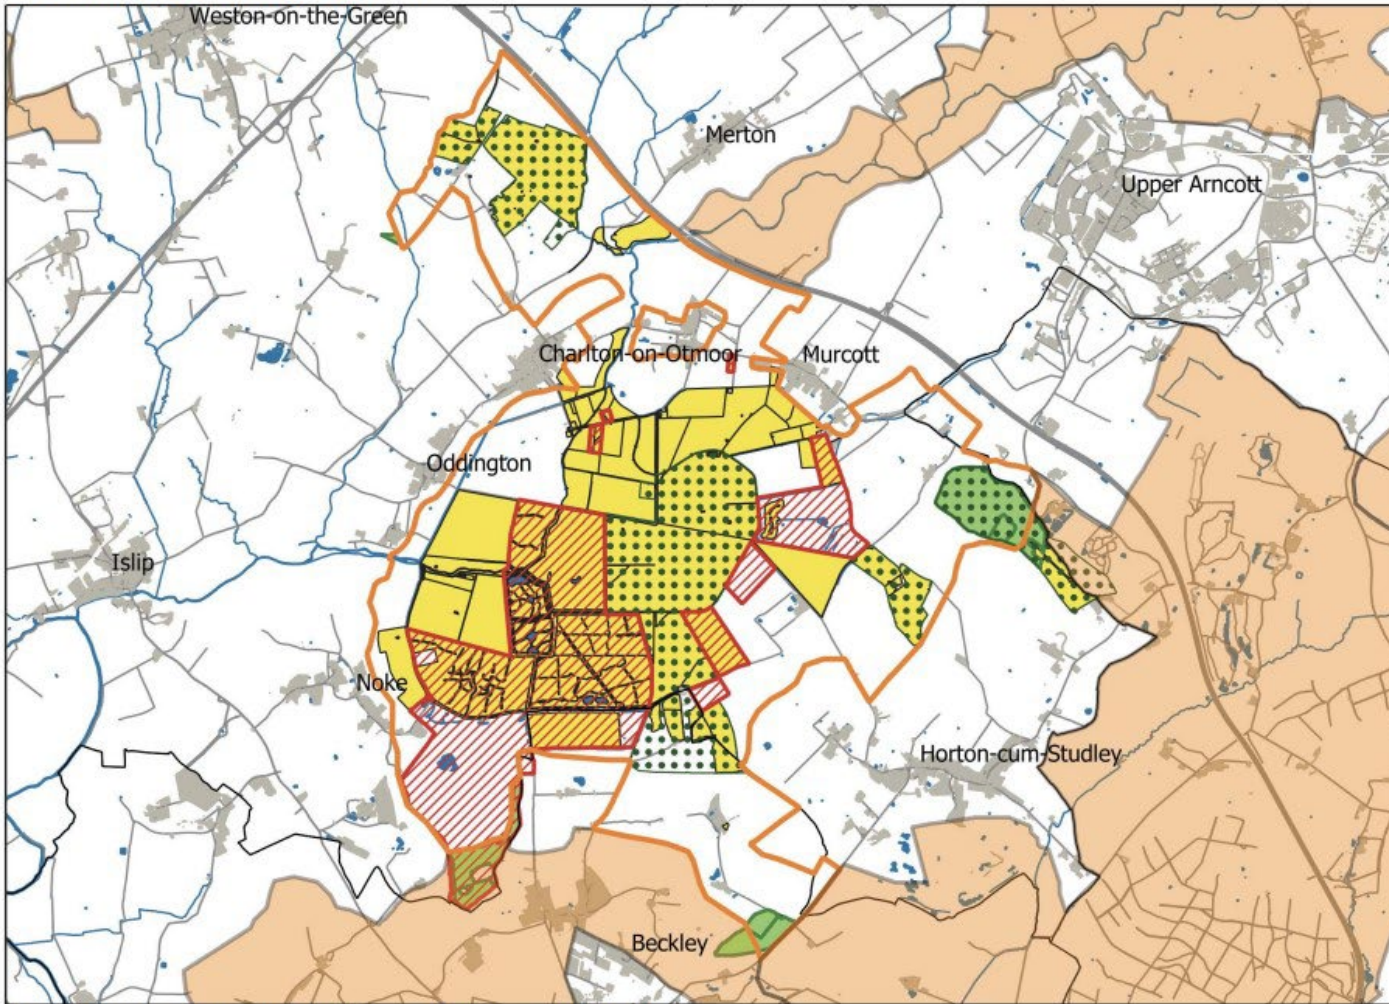 Weston-on-the-Green
Merton
Upper Arncott
Charlton-on-Otmoor
Murcott
Oddington
Islip
Noke
Horton-cum-Studley
Beckley